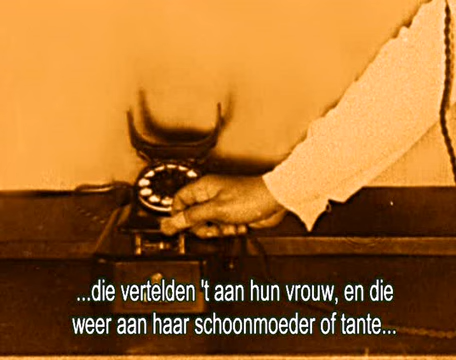 ...die vertelden 't aan hun vrouw, en die
weer aan haar schoonmoeder of tante...